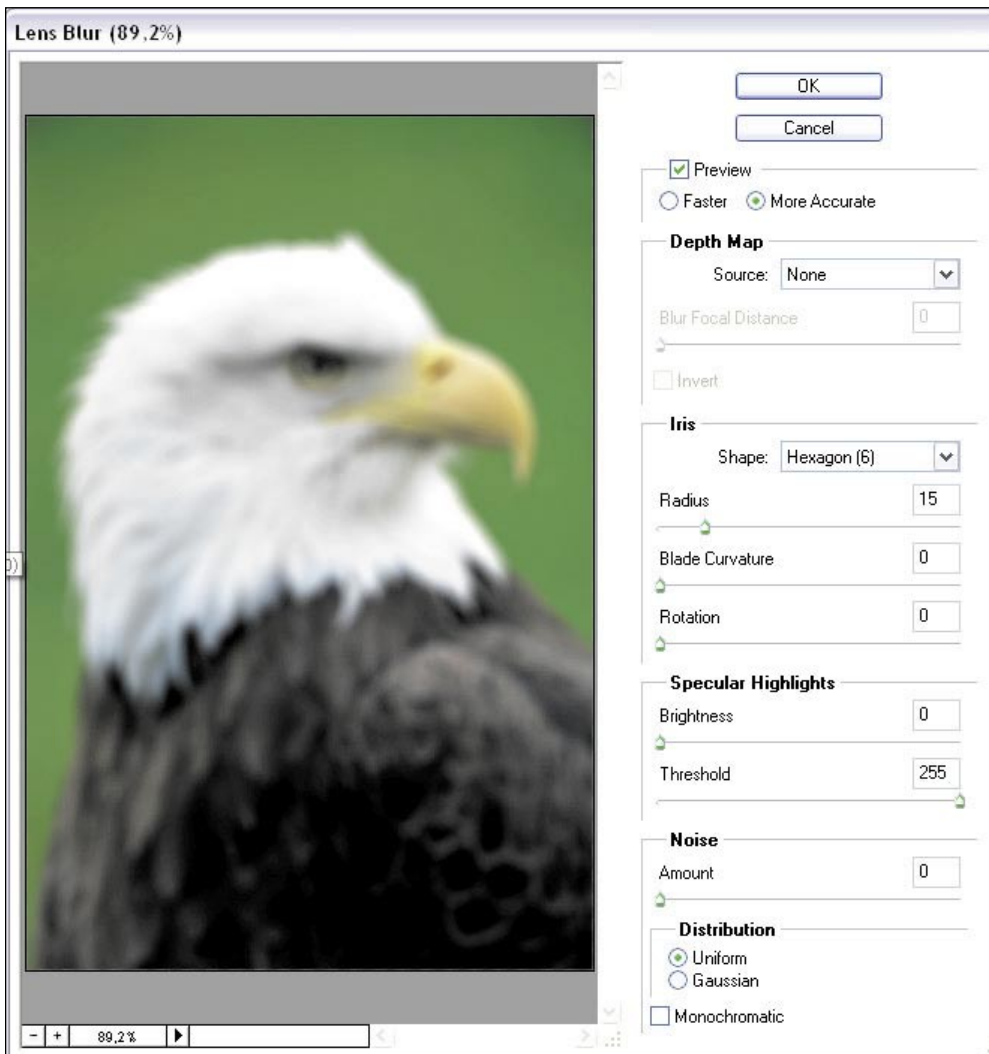 Lens Blur (89,2%)
OK
Cancel
Preview
Faster More Accurate
Depth Map
Source: None
Blur Focal Distance 0
Invert
Iris
Shape: Hexagon (6)
Radius 15
Blade Curvature 0
Rotation 0
Specular Highlights
Brightness 0
Threshold 255
Noise
Amount 0
Distribution
Uniform
Gaussian
Monochromatic
- + 89,2%